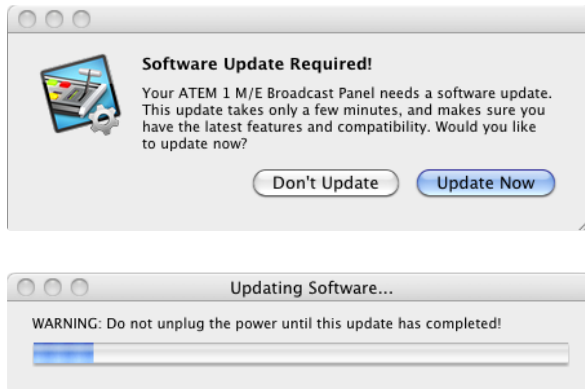 Software Update Required!
Your ATEM 1 M/E Broadcast Panel needs a software update.
This update takes only a few minutes, and makes sure you
have the latest features and compatibility. Would you like
to update now?
Don't Update
Update Now
Updating Software...
WARNING: Do not unplug the power until this update has completed!